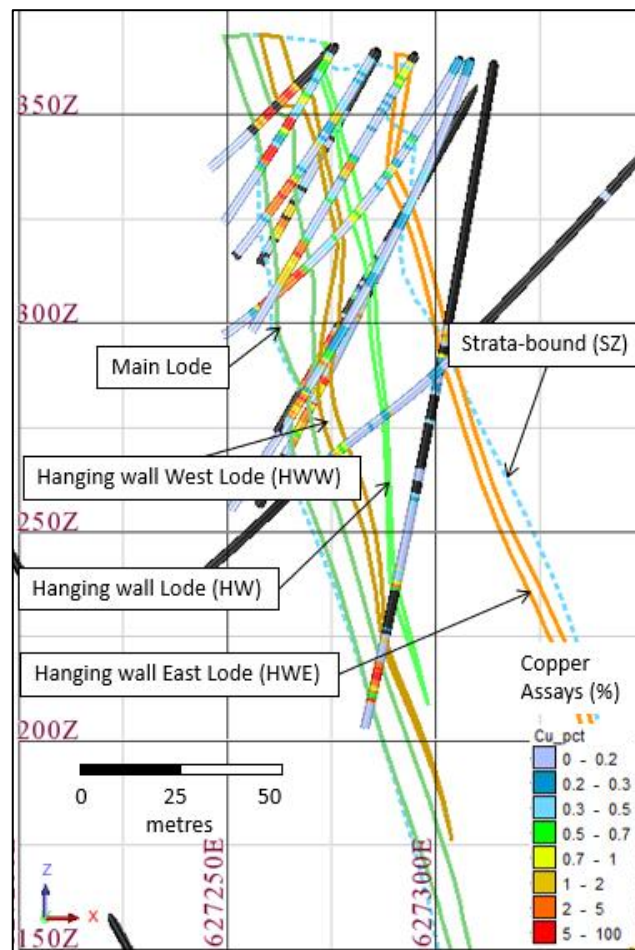 350Z
300Z
Strata-bound (SZ)
Main Lode
Hanging wall West Lode (HWW)
250Z
Hanging wall Lode (HW)
Hanging wall East Lode (HWE)
Copper
Assays (%)
200Z
Cu_pct
0 - 0.2
0.2 - 0.3
0.3 - 0.5
0.5 - 0.7
0.7 - 1
1 - 2
2 - 5
5 - 100
0 25 50
metres
627250E
627300E
Z
X
150Z